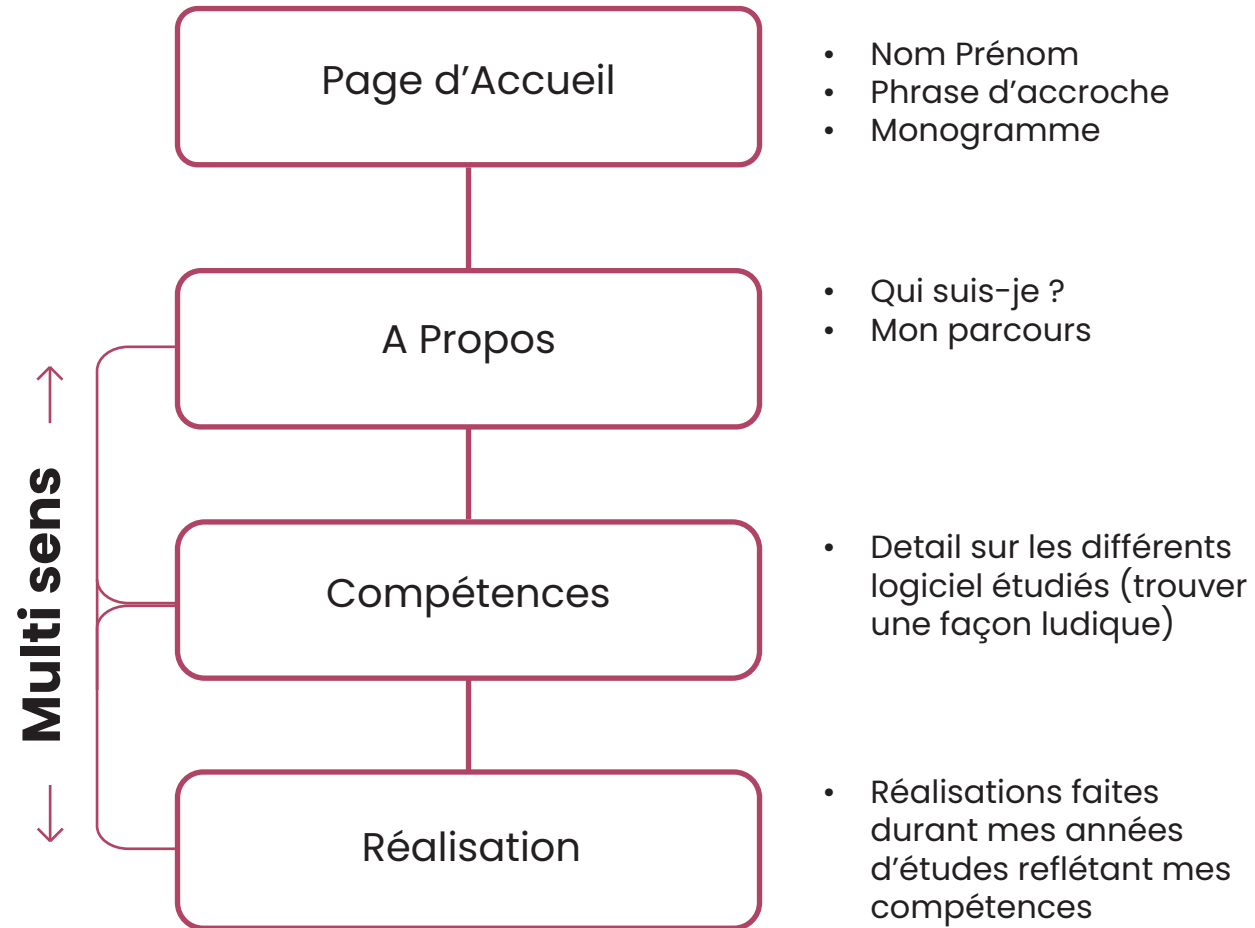 Page d’Accueil
• Nom Prénom
• Phrase d’accroche
• Monogramme
A Propos
• Qui suis-je ?
• Mon parcours
Multi sens
Compétences
• Detail sur les différents
logiciel étudiés (trouver
une façon ludique)
Réalisation
• Réalisations faites
durant mes années
d’études reflétant mes
compétences